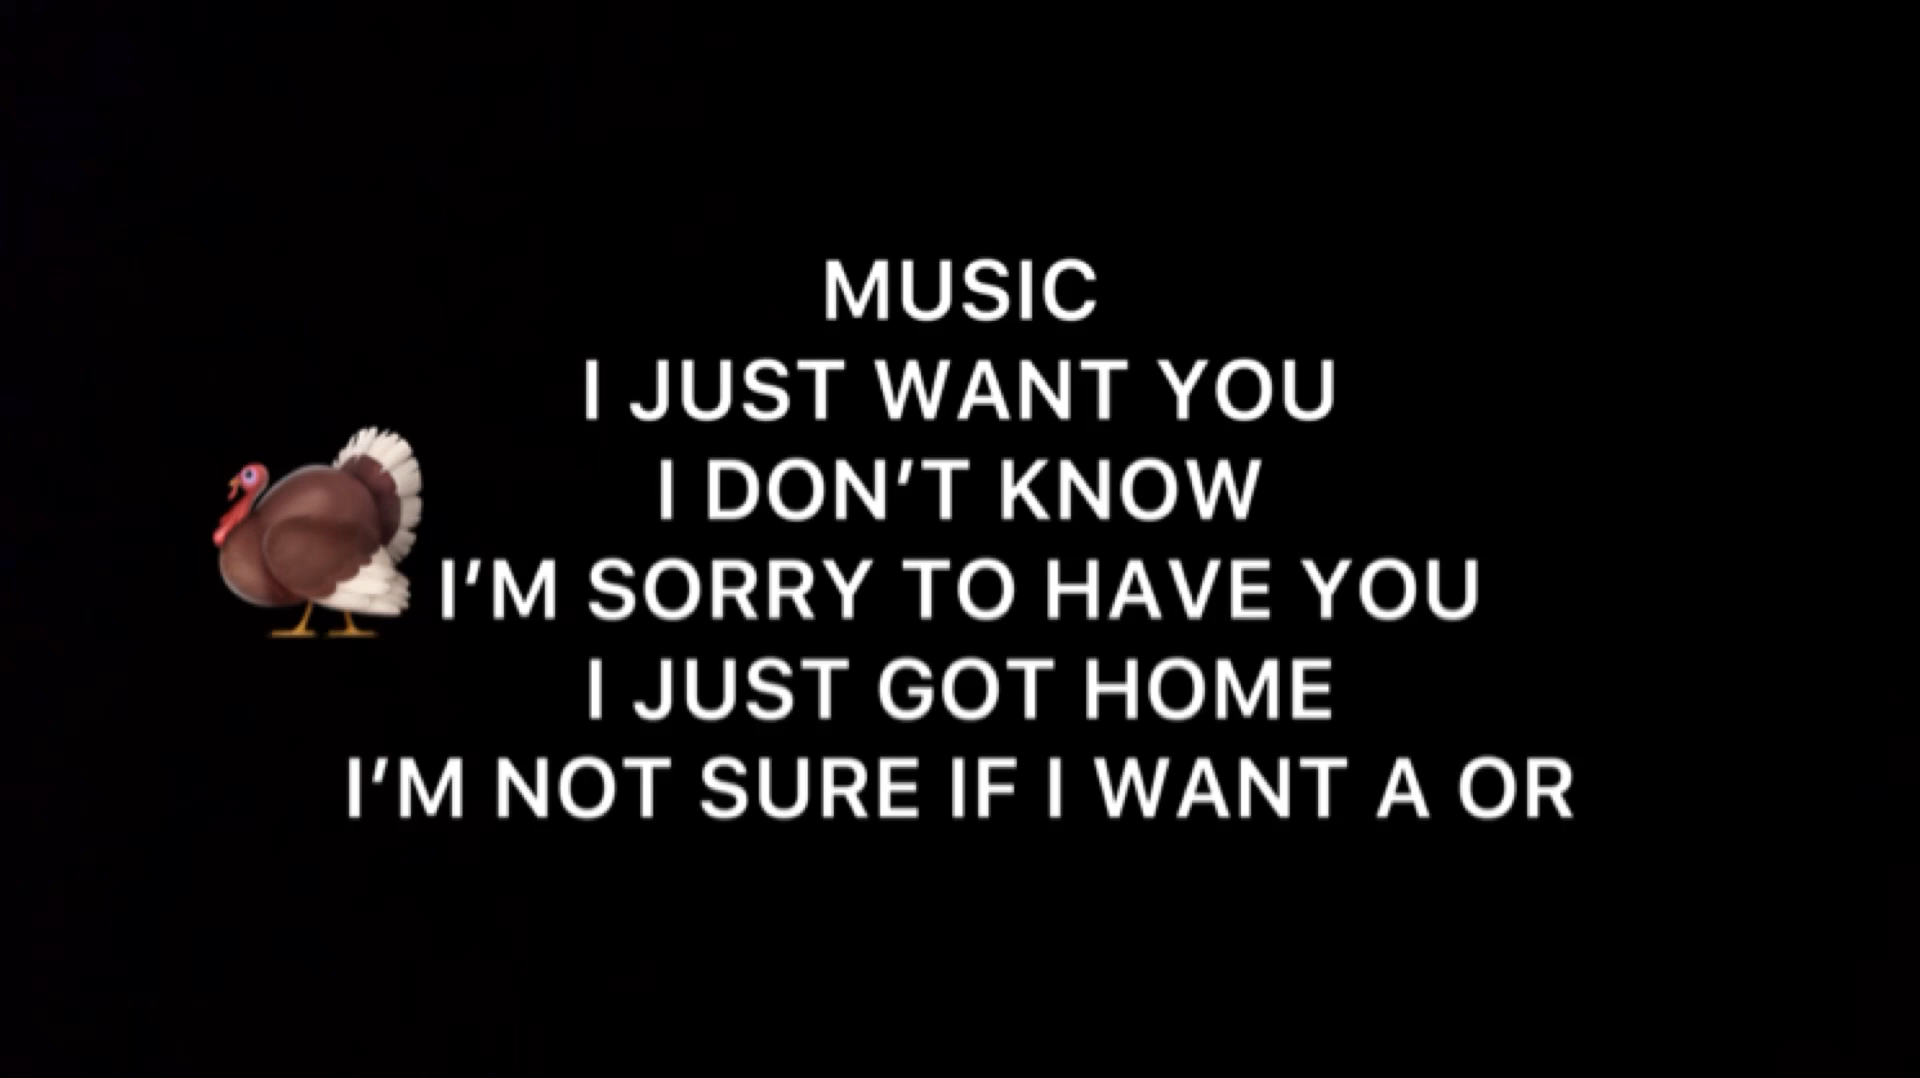 MUSIC
I JUST WANT YOU
I DON’T KNOW
I’M SORRY TO HAVE YOU
I JUST GOT HOME
I’M NOT SURE IF I WANT A OR